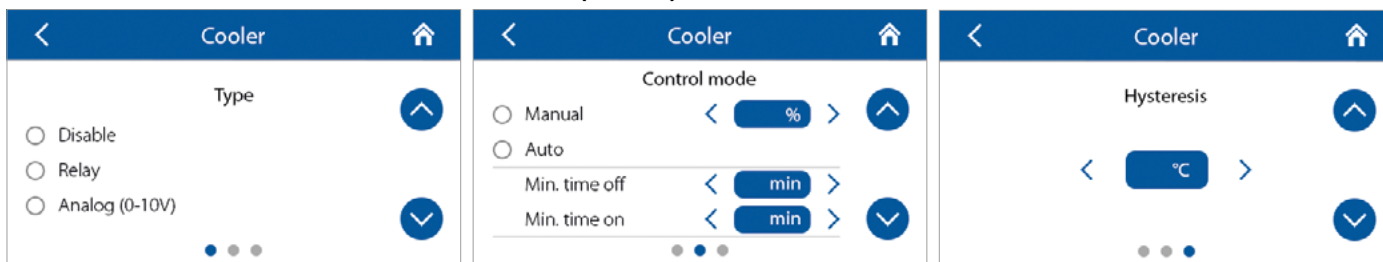 Cooler
Type
Disable
Relay
Analog (0-10V)
Cooler
Control mode
Manual %
Auto
Min. time off min
Min. time on min
Cooler
Hysteresis
°C